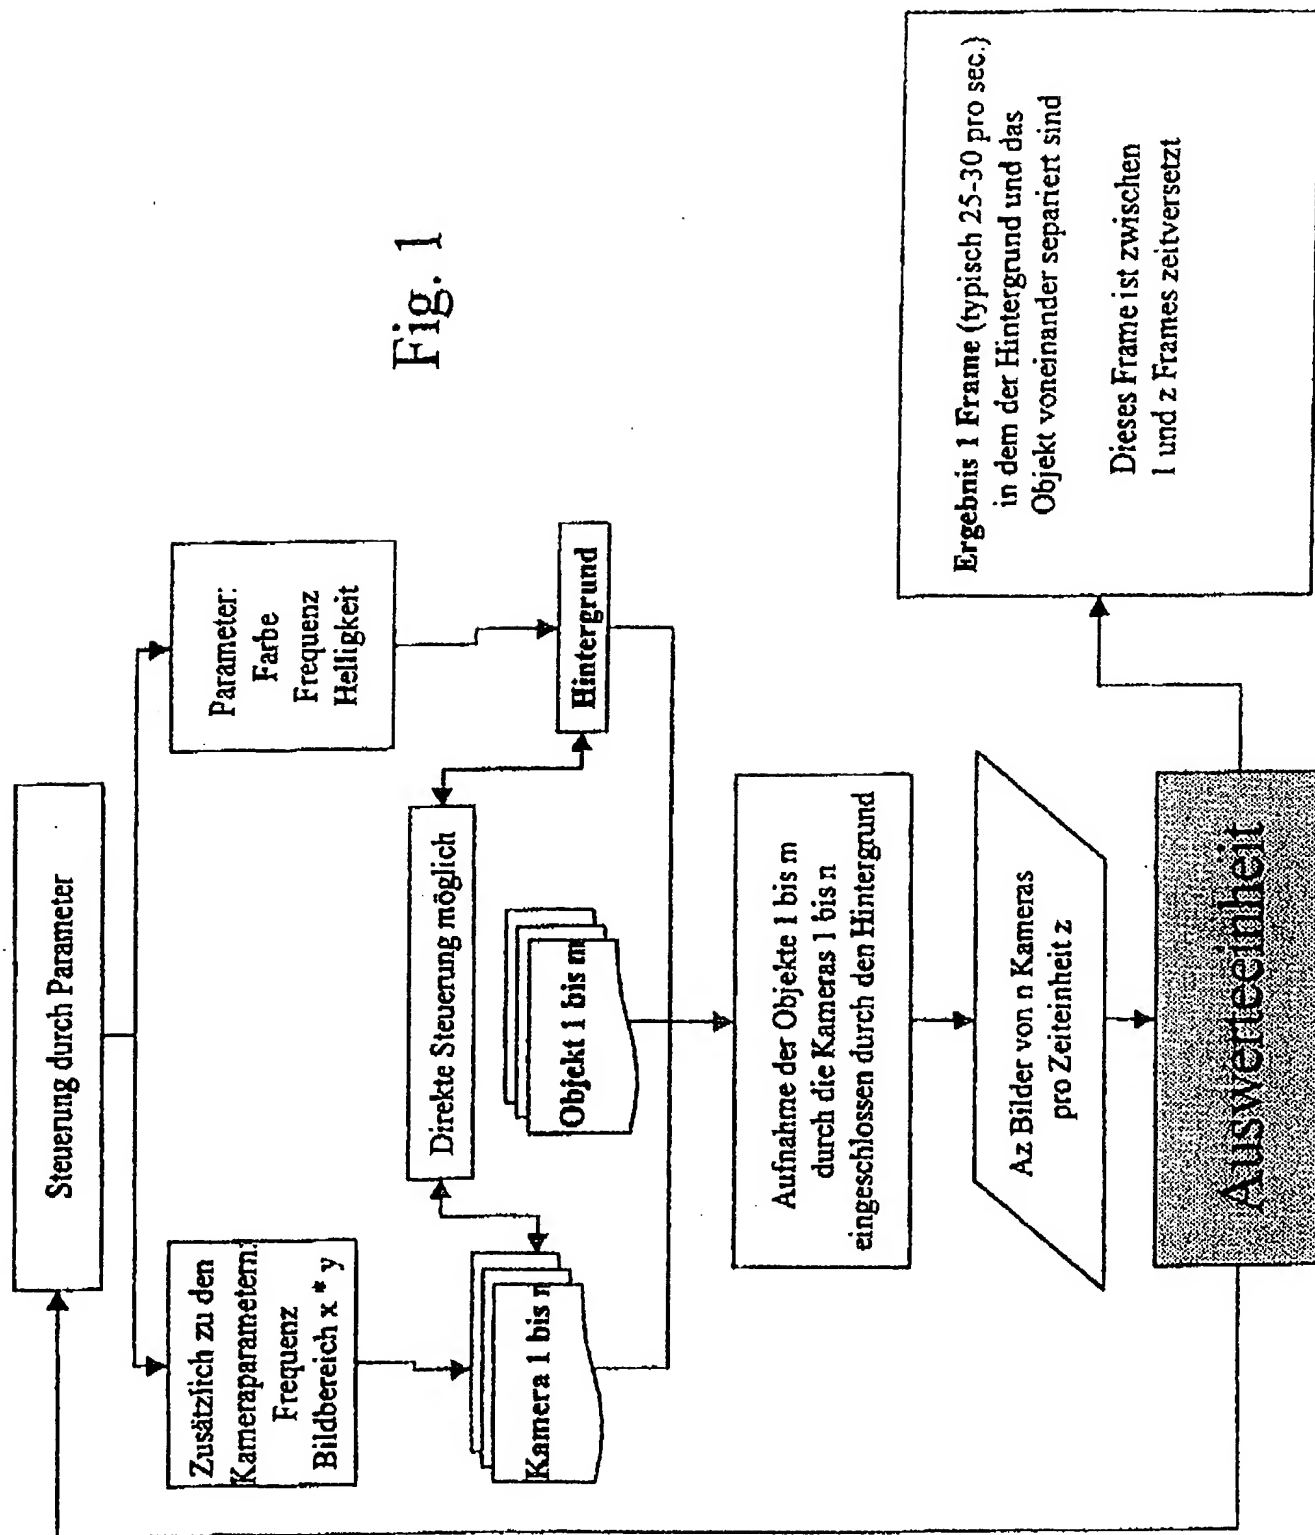 Steuerung durch Parameter
Zusätzlich zu den
Kameraparametern:
Frequenz
Bildbereich x * y
Parameter:
Farbe
Frequenz
Helligkeit
Direkte Steuerung möglich
Kamera 1 bis n
Objekt 1 bis m
Hintergrund
Fig. 1
Aufnahme der Objekte 1 bis m
durch die Kameras 1 bis n
eingeschlossen durch den Hintergrund
Az Bilder von n Kameras
pro Zeiteinheit z
Auswerteeinheit
Ergebnis 1 Frame (typisch 25-30 pro sec.)
in dem der Hintergrund und das
Objekt voneinander separiert sind
Dieses Frame ist zwischen
1 und z Frames zeitversetzt